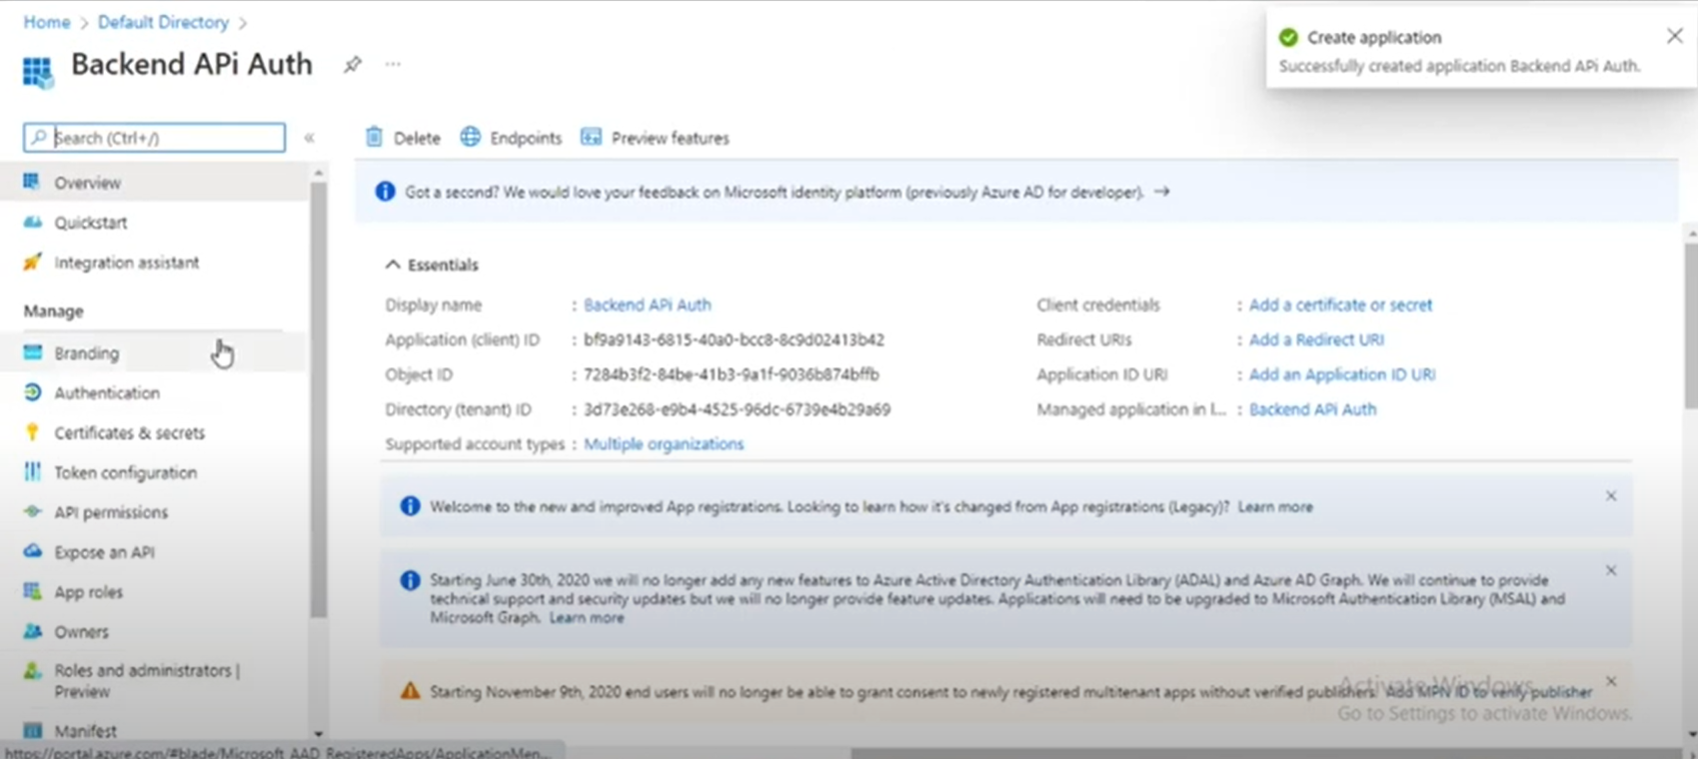 Home > Default Directory >
Backend APi Auth
...
Create application
Successfully created application Backend APi Auth.
Search (Ctrl+/)
«
Overview
Quickstart
Integration assistant
Manage
Branding
Authentication
Certificates & secrets
Token configuration
API permissions
Expose an API
App roles
Owners
Roles and administrators |
Preview
Manifest
Delete
Endpoints
Preview features
Got a second? We would love your feedback on Microsoft identity platform (previously Azure AD for developer). →
Essentials
Display name : Backend APi Auth
Application (client) ID : bf9a9143-6815-40a0-bcc8-8c9d02413b42
Object ID : 7284b3f2-84be-41b3-9a1f-9036b874bffb
Directory (tenant) ID : 3d73e268-e9b4-4525-96dc-6739e4b29a69
Supported account types : Multiple organizations
Client credentials : Add a certificate or secret
Redirect URIs : Add a Redirect URI
Application ID URI : Add an Application ID URI
Managed application in l... : Backend APi Auth
Welcome to the new and improved App registrations. Looking to learn how it's changed from App registrations (Legacy)? Learn more
Starting June 30th, 2020 we will no longer add any new features to Azure Active Directory Authentication Library (ADAL) and Azure AD Graph. We will continue to provide
technical support and security updates but we will no longer provide feature updates. Applications will need to be upgraded to Microsoft Authentication Library (MSAL) and
Microsoft Graph. Learn more
Starting November 9th, 2020 end users will no longer be able to grant consent to newly registered multitenant apps without verified publishers. Add MPN ID to verify publisher
Activate Windows
Go to Settings to activate Windows.
https://portal.azure.com/#blade/Microsoft_AAD_RegisteredApps/ApplicationMen...